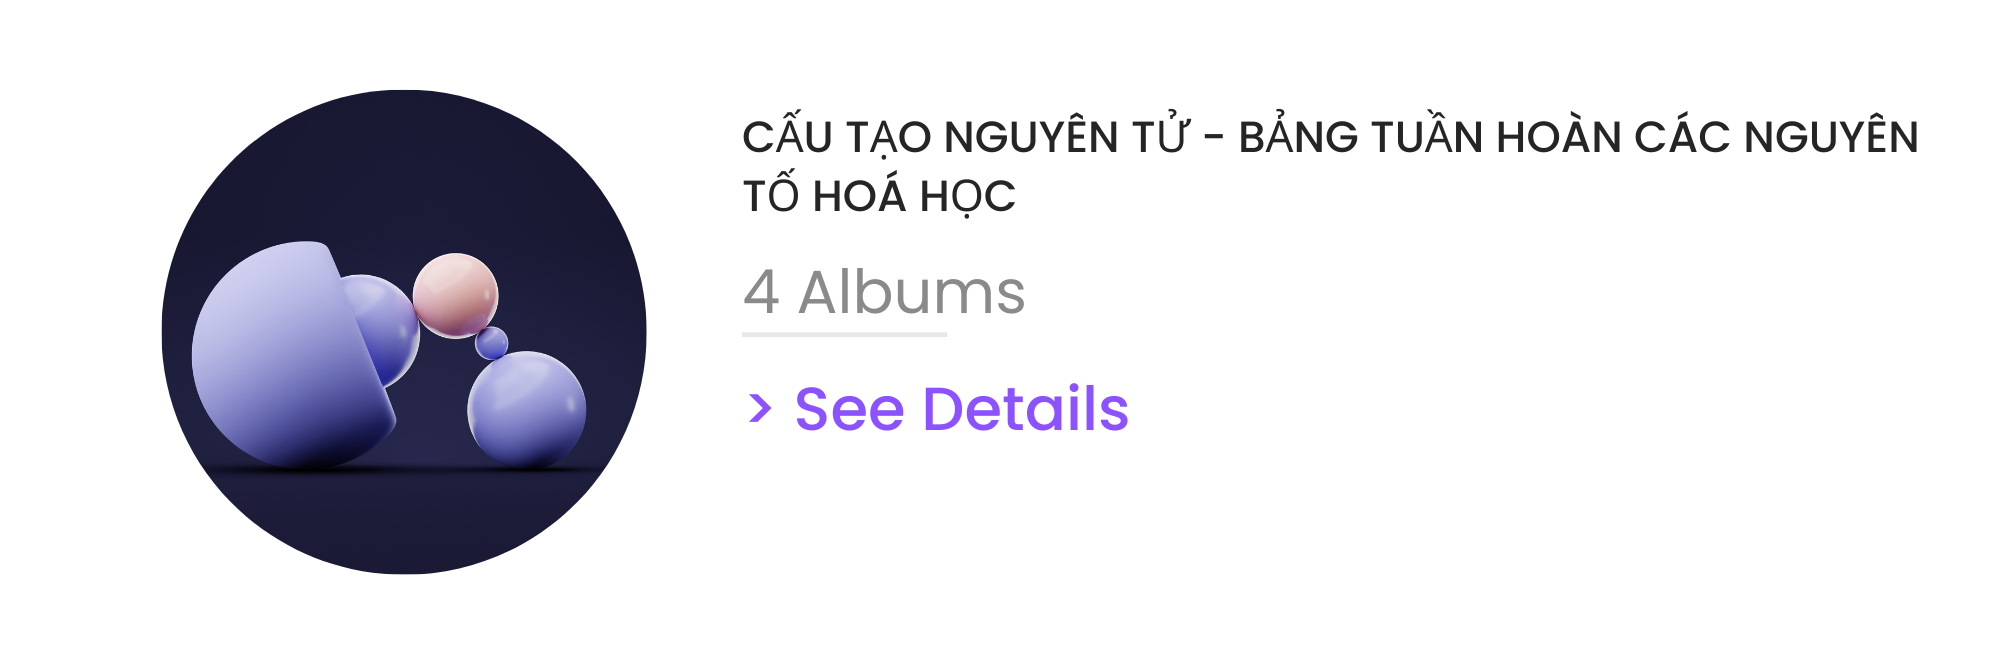 CẤU TẠO NGUYÊN TỬ - BẢNG TUẦN HOÀN CÁC NGUYÊN
TỐ HOÁ HỌC
4 Albums
> See Details